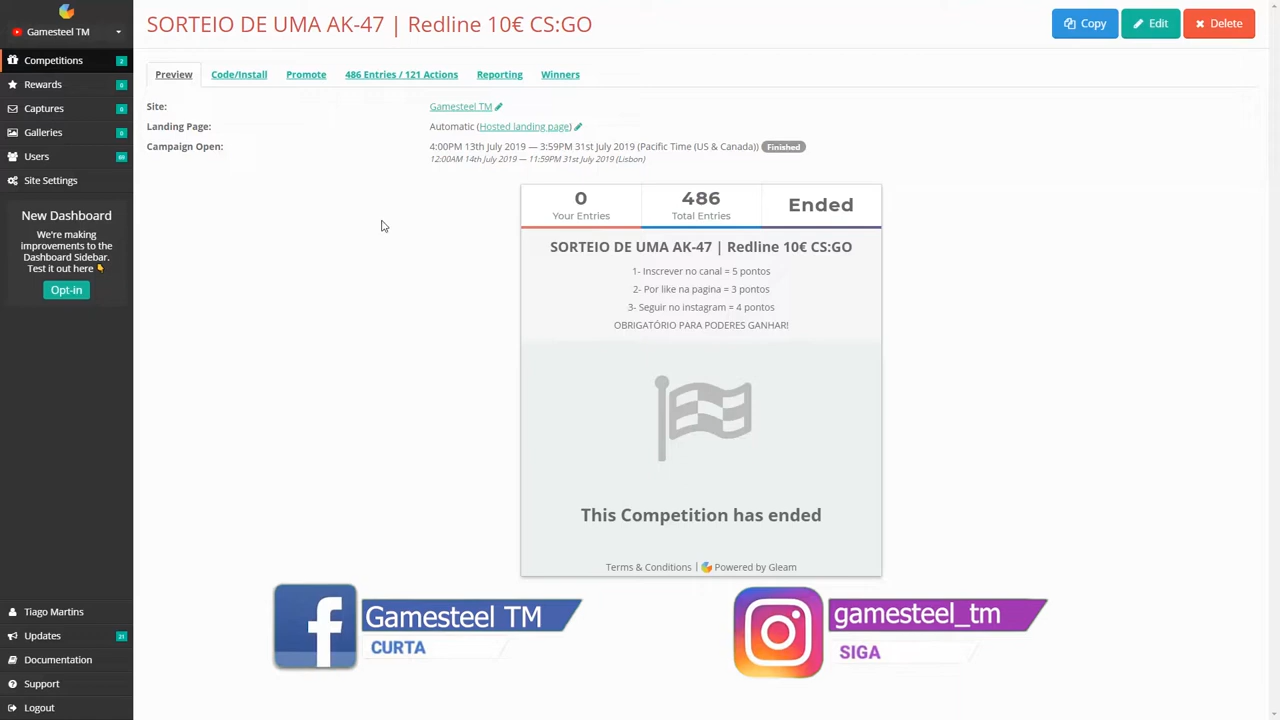 Gamesteel TM
Competitions 2
Rewards 0
Captures 0
Galleries 0
Users 69
Site Settings
New Dashboard
We're making
improvements to the
Dashboard Sidebar.
Test it out here 👇
Opt-in
Tiago Martins
Updates 21
Documentation
Support
Logout
SORTEIO DE UMA AK-47 | Redline 10€ CS:GO
Copy Edit Delete
Preview Code/Install Promote 486 Entries / 121 Actions Reporting Winners
Site: Gamesteel TM
Landing Page: Automatic (Hosted landing page)
Campaign Open: 4:00PM 13th July 2019 — 3:59PM 31st July 2019 (Pacific Time (US & Canada)) Finished
12:00AM 14th July 2019 — 11:59PM 31st July 2019 (Lisbon)
0 486 Ended
Your Entries Total Entries
SORTEIO DE UMA AK-47 | Redline 10€ CS:GO
1- Inscrever no canal = 5 pontos
2- Por like na pagina = 3 pontos
3- Seguir no instagram = 4 pontos
OBRIGATÓRIO PARA PODERES GANHAR!
This Competition has ended
Terms & Conditions | Powered by Gleam
Gamesteel TM
CURTA
gamesteel_tm
SIGA